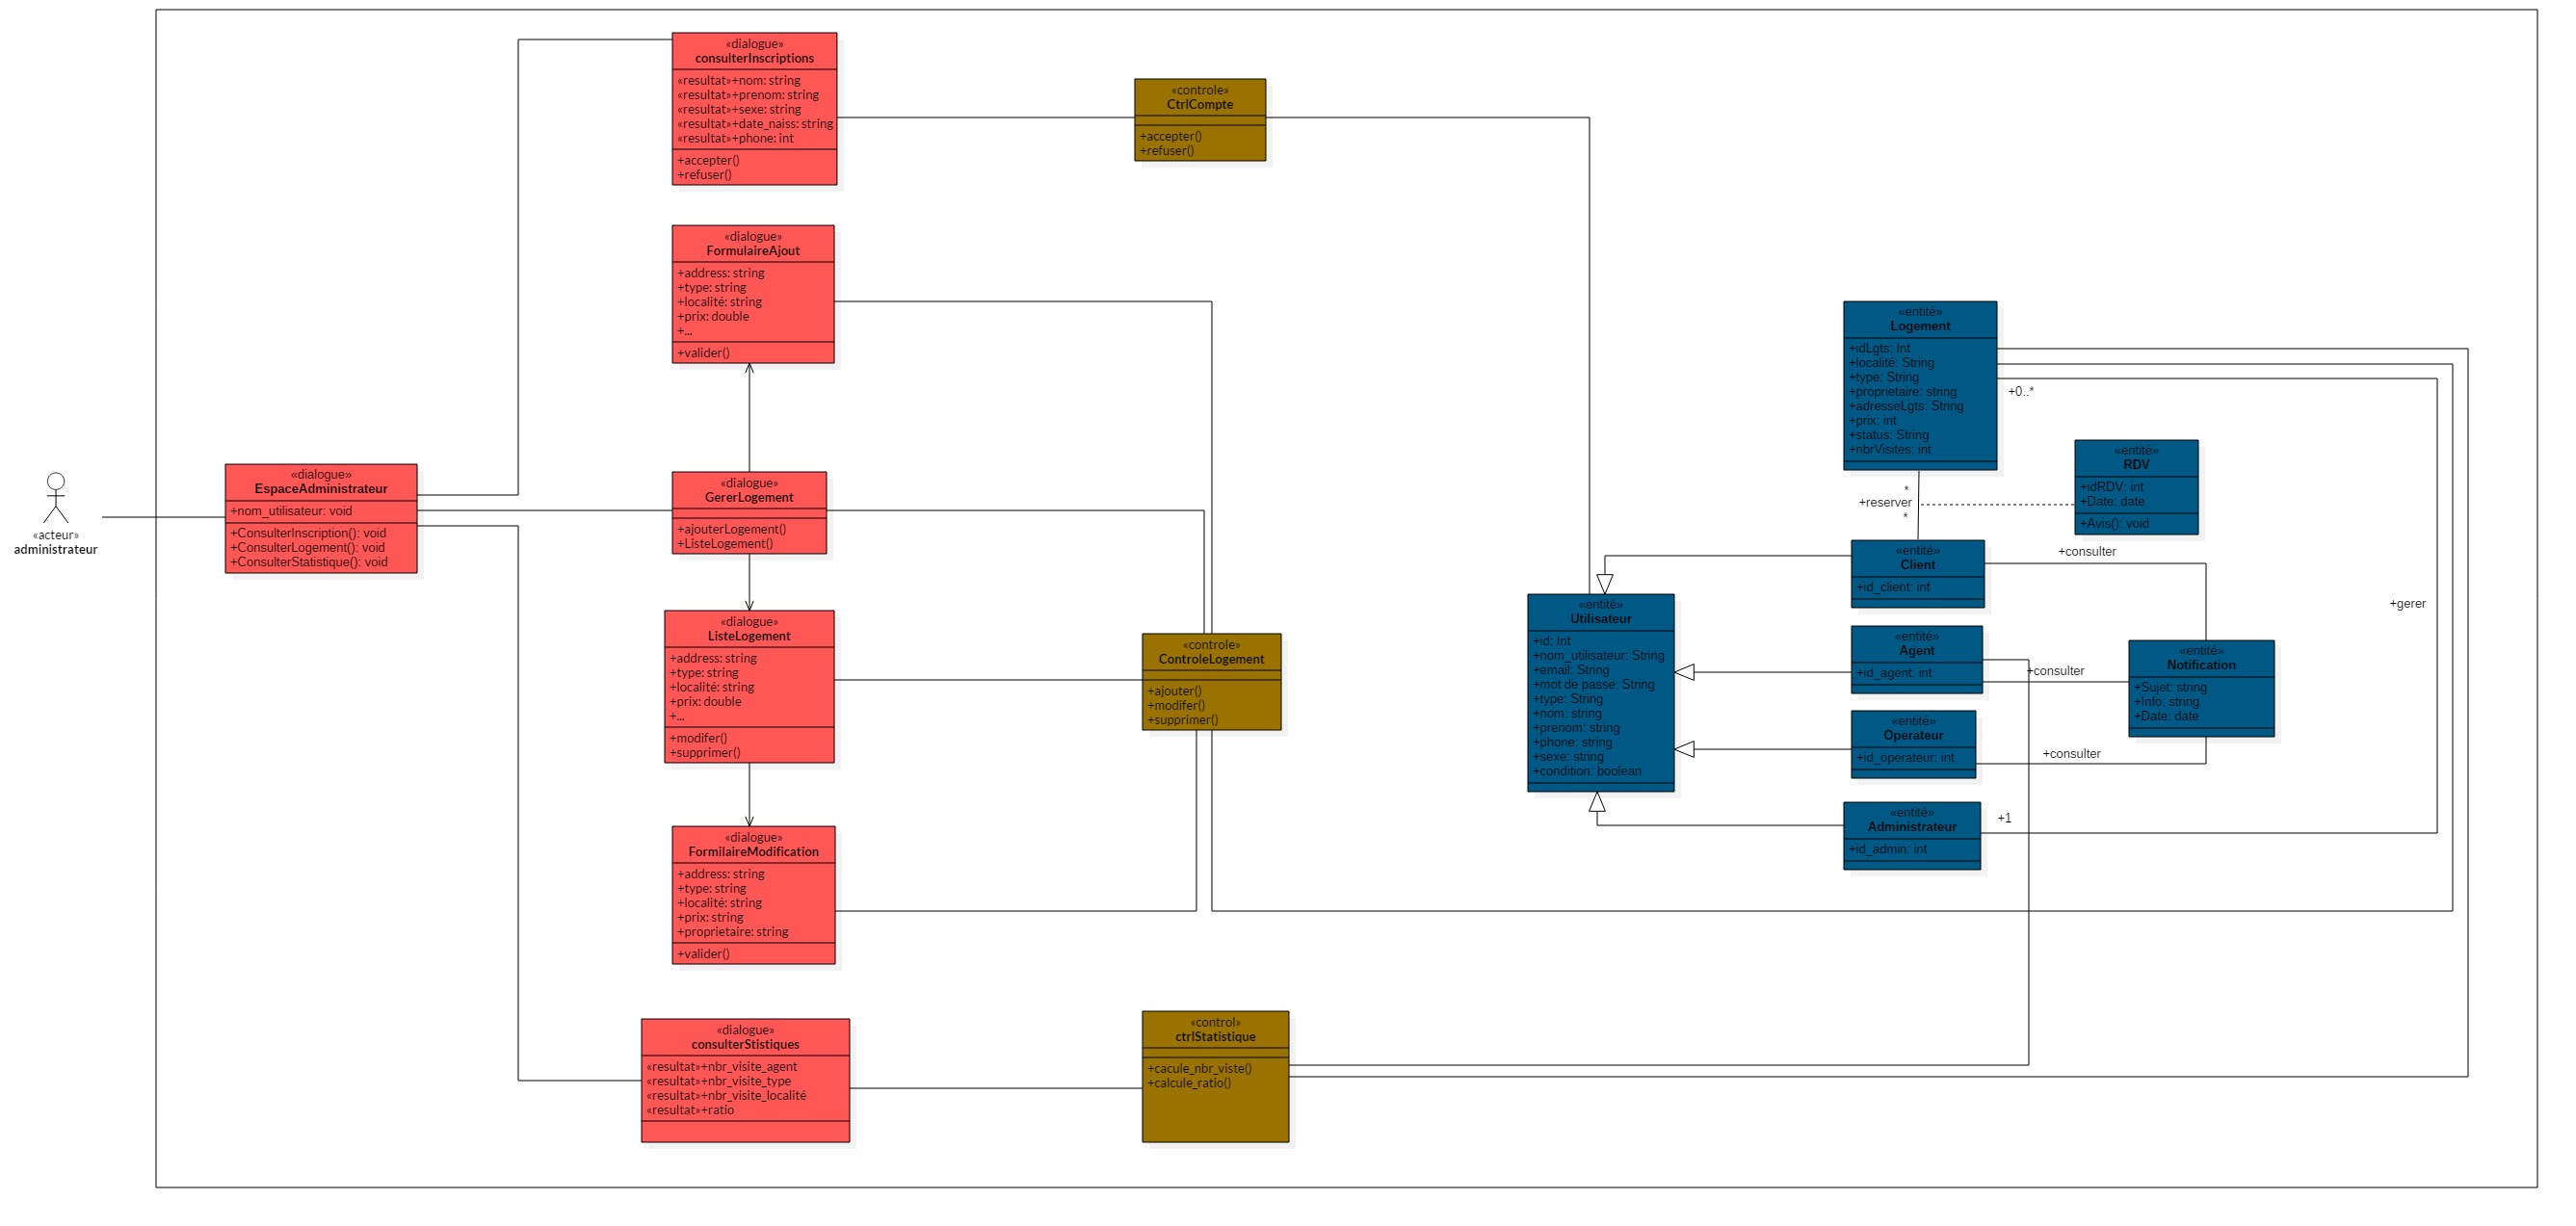 «acteur»
administrateur
«dialogue»
EspaceAdministrateur
+nom_utilisateur: void
+ConsulterInscription(): void
+ConsulterLogement(): void
+ConsulterStatistique(): void
«dialogue»
consulterInscriptions
«resultat»+nom: string
«resultat»+prenom: string
«resultat»+sexe: string
«resultat»+date_naiss: string
«resultat»+phone: int
+accepter()
+refuser()
«dialogue»
FormulaireAjout
+address: string
+type: string
+localité: string
+prix: double
+...
+valider()
«dialogue»
GererLogement
+ajouterLogement()
+ListeLogement()
«dialogue»
ListeLogement
+address: string
+type: string
+localité: string
+prix: double
+...
+modifer()
+supprimer()
«dialogue»
FormilaireModification
+address: string
+type: string
+localité: string
+prix: string
+proprietaire: string
+valider()
«dialogue»
consulterStistiques
«resultat»+nbr_visite_agent
«resultat»+nbr_visite_type
«resultat»+nbr_visite_localité
«resultat»+ratio
«controle»
CtrlCompte
+accepter()
+refuser()
«controle»
ControleLogement
+ajouter()
+modifer()
+supprimer()
«control»
ctrlStatistique
+cacule_nbr_viste()
+calcule_ratio()
«entité»
Utilisateur
+id: Int
+nom_utilisateur: String
+email: String
+mot de passe: String
+type: String
+nom: string
+prenom: string
+phone: string
+sexe: string
+condition: boolean
«entité»
Logement
+idLgts: Int
+localité: String
+type: String
+proprietaire: string
+adresseLgts: String
+prix: int
+status: String
+nbrVisites: int
+0..*
*
+reserver
*
«entité»
RDV
+idRDV: int
+Date: date
+Avis(): void
«entité»
Client
+id_client: int
+consulter
«entité»
Agent
+id_agent: int
+consulter
«entité»
Operateur
+id_operateur: int
+consulter
«entité»
Administrateur
+id_admin: int
+1
+gerer
«entité»
Notification
+Sujet: string
+Info: string
+Date: date